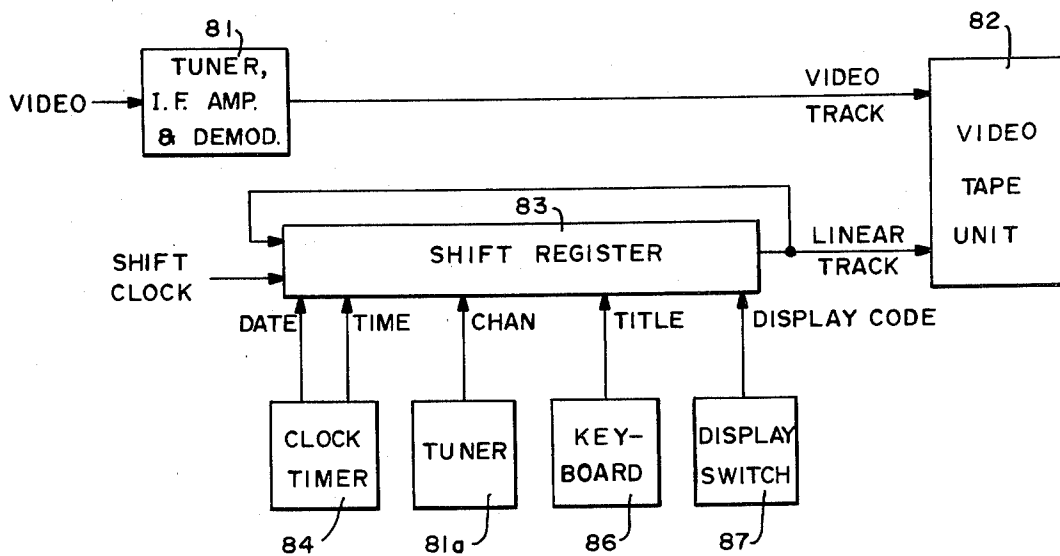 81
TUNER,
I.F. AMP.
& DEMOD.
VIDEO
VIDEO
TRACK
82
VIDEO
TAPE
UNIT
83
SHIFT REGISTER
SHIFT
CLOCK
LINEAR
TRACK
DATE
TIME
CHAN
TITLE
DISPLAY CODE
CLOCK
TIMER
TUNER
KEY-
BOARD
DISPLAY
SWITCH
84
81a
86
87